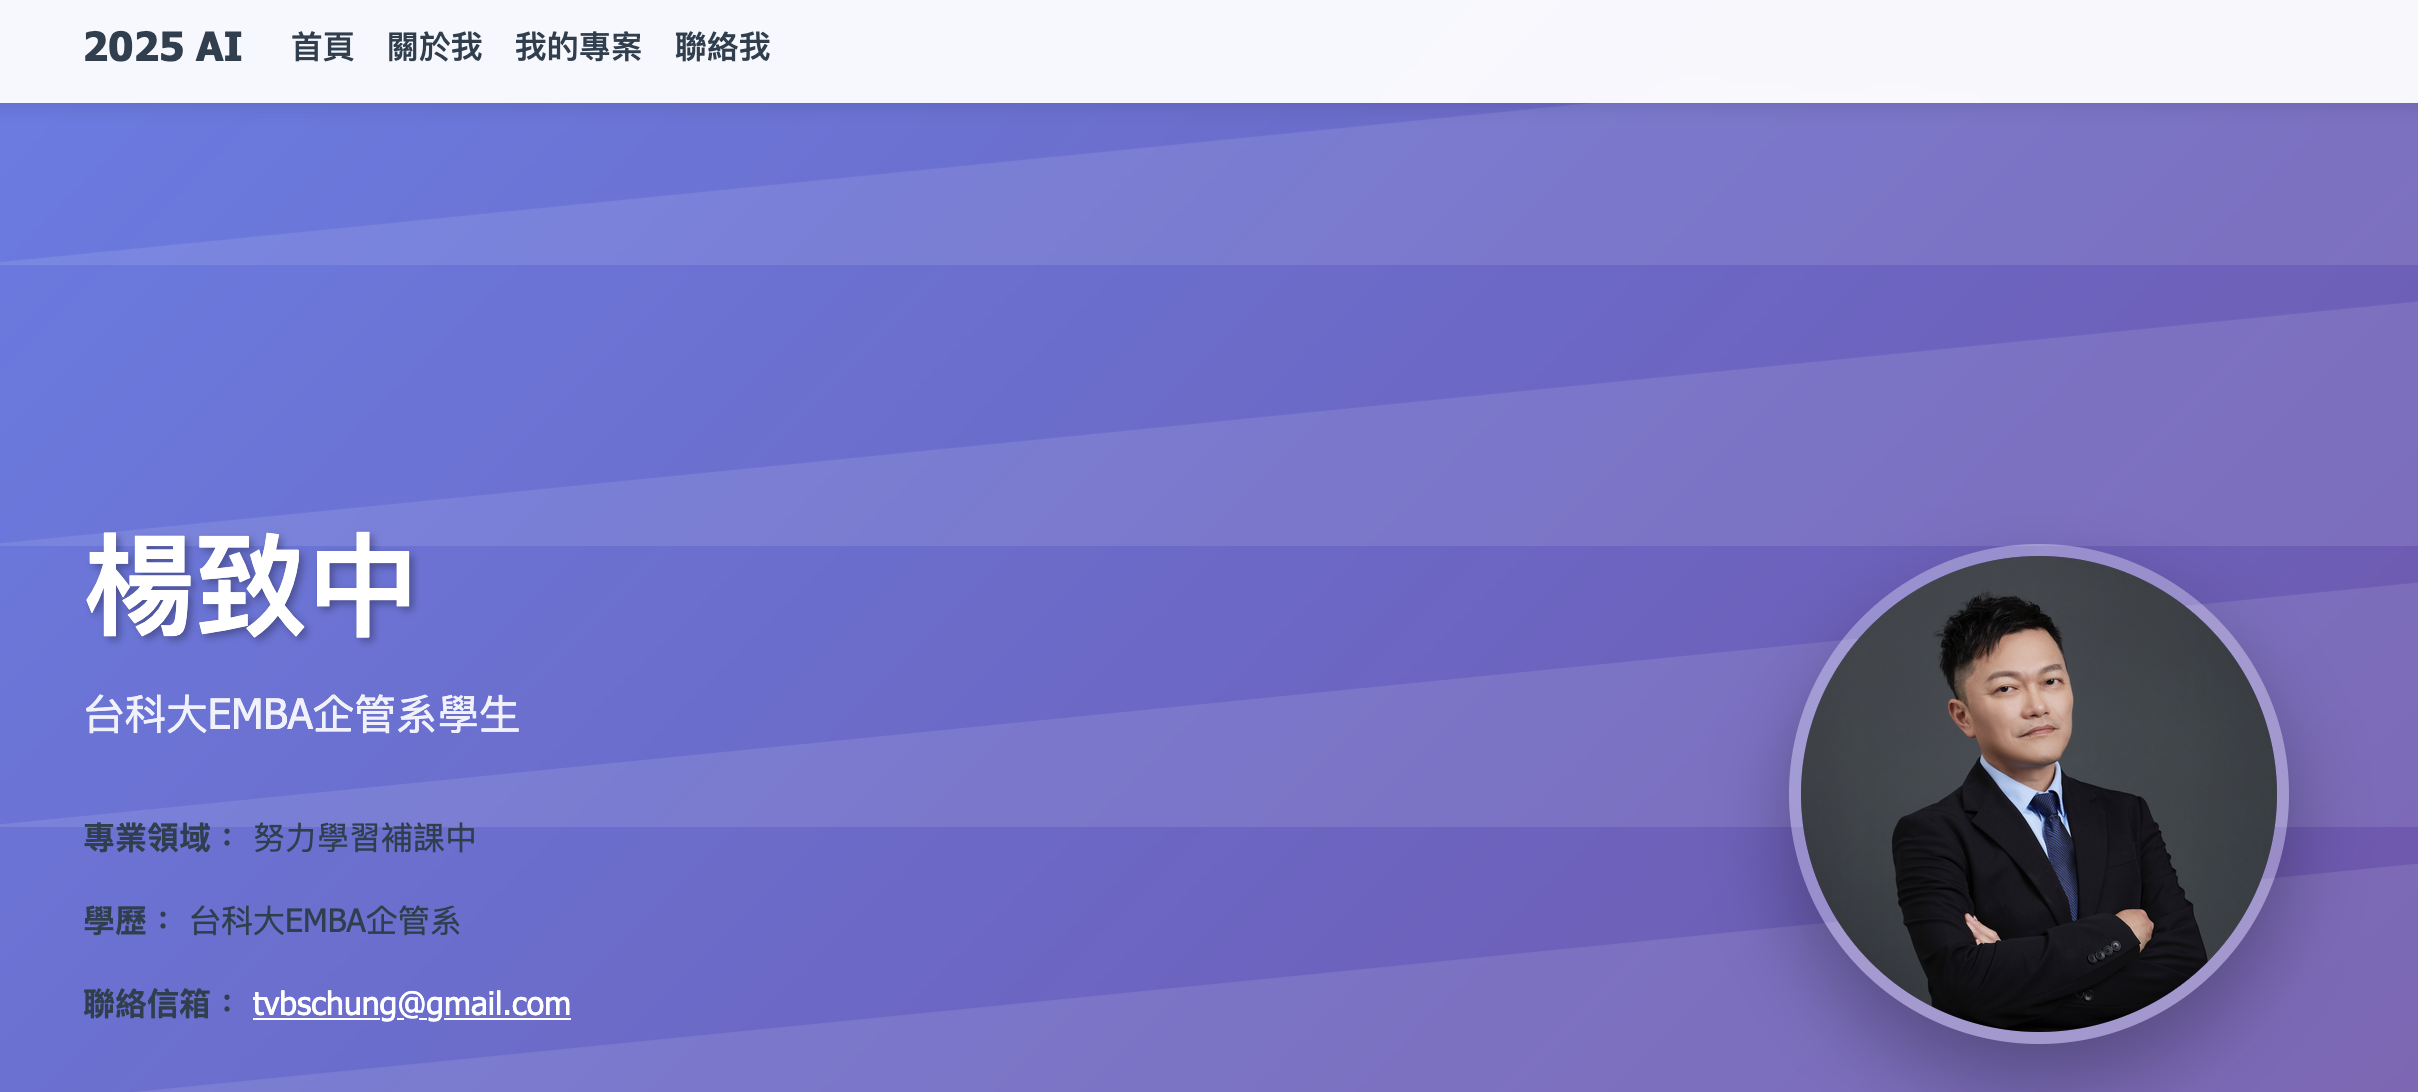 2025 AI 首頁 關於我 我的專案 聯絡我
楊致中
台科大EMBA企管系學生
專業領域： 努力學習補課中
學歷： 台科大EMBA企管系
聯絡信箱： tvbschung@gmail.com